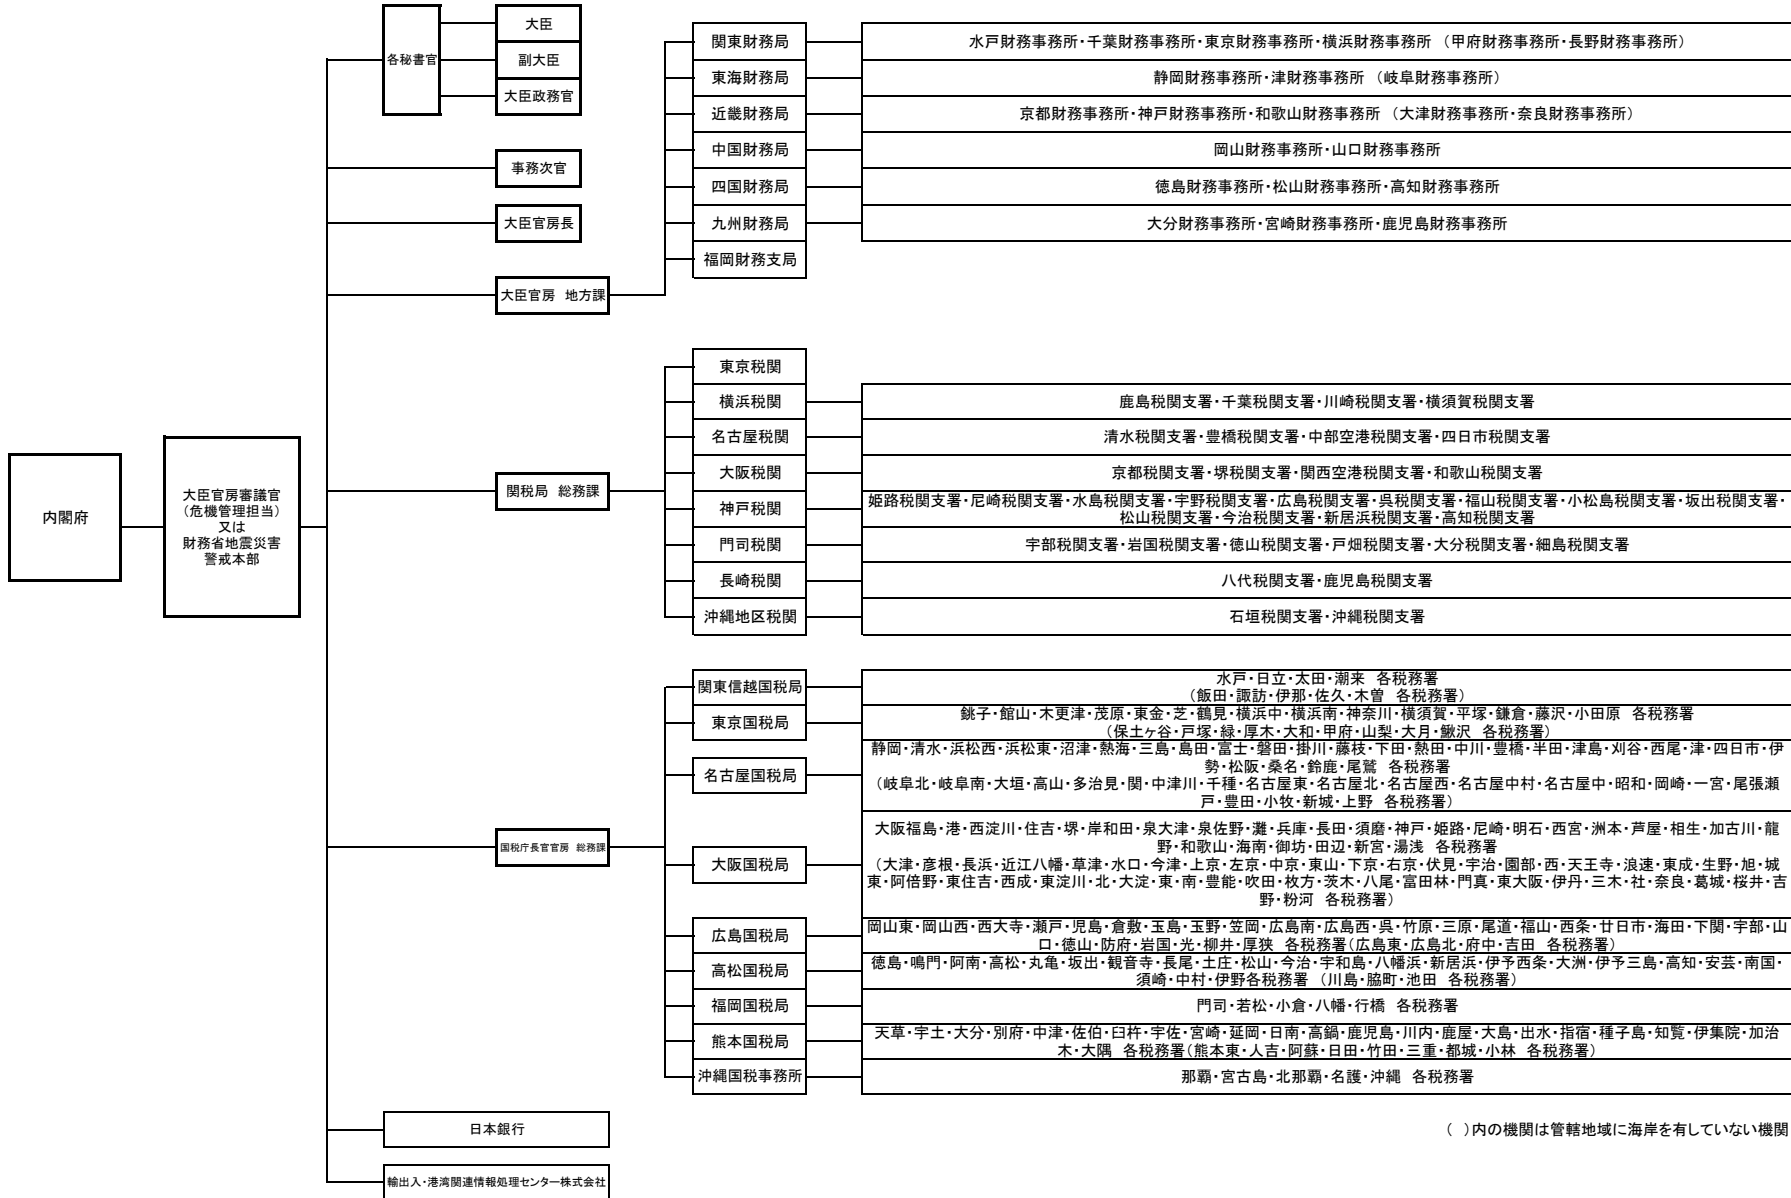 内閣府
大臣官房審議官
(危機管理担当)
又は
財務省地震災害
警戒本部
各秘書官
大臣
副大臣
大臣政務官
事務次官
大臣官房長
大臣官房 地方課
関東財務局
水戸財務事務所・千葉財務事務所・東京財務事務所・横浜財務事務所 (甲府財務事務所・長野財務事務所)
東海財務局
静岡財務事務所・津財務事務所 (岐阜財務事務所)
近畿財務局
京都財務事務所・神戸財務事務所・和歌山財務事務所 (大津財務事務所・奈良財務事務所)
中国財務局
岡山財務事務所・山口財務事務所
四国財務局
徳島財務事務所・松山財務事務所・高知財務事務所
九州財務局
大分財務事務所・宮崎財務事務所・鹿児島財務事務所
福岡財務支局
関税局 総務課
東京税関
横浜税関
鹿島税関支署・千葉税関支署・川崎税関支署・横須賀税関支署
名古屋税関
清水税関支署・豊橋税関支署・中部空港税関支署・四日市税関支署
大阪税関
京都税関支署・堺税関支署・関西空港税関支署・和歌山税関支署
神戸税関
姫路税関支署・尼崎税関支署・水島税関支署・宇野税関支署・広島税関支署・呉税関支署・福山税関支署・小松島税関支署・坂出税関支署・
松山税関支署・今治税関支署・新居浜税関支署・高知税関支署
門司税関
宇部税関支署・岩国税関支署・徳山税関支署・戸畑税関支署・大分税関支署・細島税関支署
長崎税関
八代税関支署・鹿児島税関支署
沖縄地区税関
石垣税関支署・沖縄税関支署
国税庁長官官房 総務課
関東信越国税局
水戸・日立・太田・潮来 各税務署
(飯田・諏訪・伊那・佐久・木曽 各税務署)
東京国税局
銚子・館山・木更津・茂原・東金・芝・鶴見・横浜中・横浜南・神奈川・横須賀・平塚・鎌倉・藤沢・小田原 各税務署
(保土ヶ谷・戸塚・緑・厚木・大和・甲府・山梨・大月・鰍沢 各税務署)
名古屋国税局
静岡・清水・浜松西・浜松東・沼津・熱海・三島・島田・富士・磐田・掛川・藤枝・下田・熱田・中川・豊橋・半田・津島・刈谷・西尾・津・四日市・伊
勢・松阪・桑名・鈴鹿・尾鷲 各税務署
(岐阜北・岐阜南・大垣・高山・多治見・関・中津川・千種・名古屋東・名古屋北・名古屋西・名古屋中村・名古屋中・昭和・岡崎・一宮・尾張瀬
戸・豊田・小牧・新城・上野 各税務署)
大阪国税局
大阪福島・港・西淀川・住吉・堺・岸和田・泉大津・泉佐野・灘・兵庫・長田・須磨・神戸・姫路・尼崎・明石・西宮・洲本・芦屋・相生・加古川・龍
野・和歌山・海南・御坊・田辺・新宮・湯浅 各税務署
(大津・彦根・長浜・近江八幡・草津・水口・今津・上京・左京・中京・東山・下京・右京・伏見・宇治・園部・西・天王寺・浪速・東成・生野・旭・城
東・阿倍野・東住吉・西成・東淀川・北・大淀・東・南・豊能・吹田・枚方・茨木・八尾・富田林・門真・東大阪・伊丹・三木・社・奈良・葛城・桜井・吉
野・粉河 各税務署)
広島国税局
岡山東・岡山西・西大寺・瀬戸・児島・倉敷・玉島・玉野・笠岡・広島南・広島西・呉・竹原・三原・尾道・福山・西条・廿日市・海田・下関・宇部・山
口・徳山・防府・岩国・光・柳井・厚狭 各税務署(広島東・広島北・府中・吉田 各税務署)
高松国税局
徳島・鳴門・阿南・高松・丸亀・坂出・観音寺・長尾・土庄・松山・今治・宇和島・八幡浜・新居浜・伊予西条・大洲・伊予三島・高知・安芸・南国・
須崎・中村・伊野各税務署 (川島・脇町・池田 各税務署)
福岡国税局
門司・若松・小倉・八幡・行橋 各税務署
熊本国税局
天草・宇土・大分・別府・中津・佐伯・臼杵・宇佐・宮崎・延岡・日南・高鍋・鹿児島・川内・鹿屋・大島・出水・指宿・種子島・知覧・伊集院・加治
木・大隅 各税務署(熊本東・人吉・阿蘇・日田・竹田・三重・都城・小林 各税務署)
沖縄国税事務所
那覇・宮古島・北那覇・名護・沖縄 各税務署
日本銀行
輸出入・港湾関連情報処理センター株式会社
( )内の機関は管轄地域に海岸を有していない機関